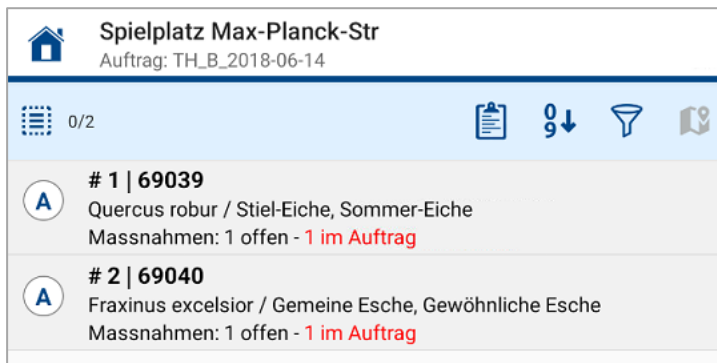 Spielplatz Max-Planck-Str
Auftrag: TH_B_2018-06-14
0/2
0
9
# 1 | 69039
A
Quercus robur / Stiel-Eiche, Sommer-Eiche
Massnahmen: 1 offen - 1 im Auftrag
# 2 | 69040
A
Fraxinus excelsior / Gemeine Esche, Gewöhnliche Esche
Massnahmen: 1 offen - 1 im Auftrag